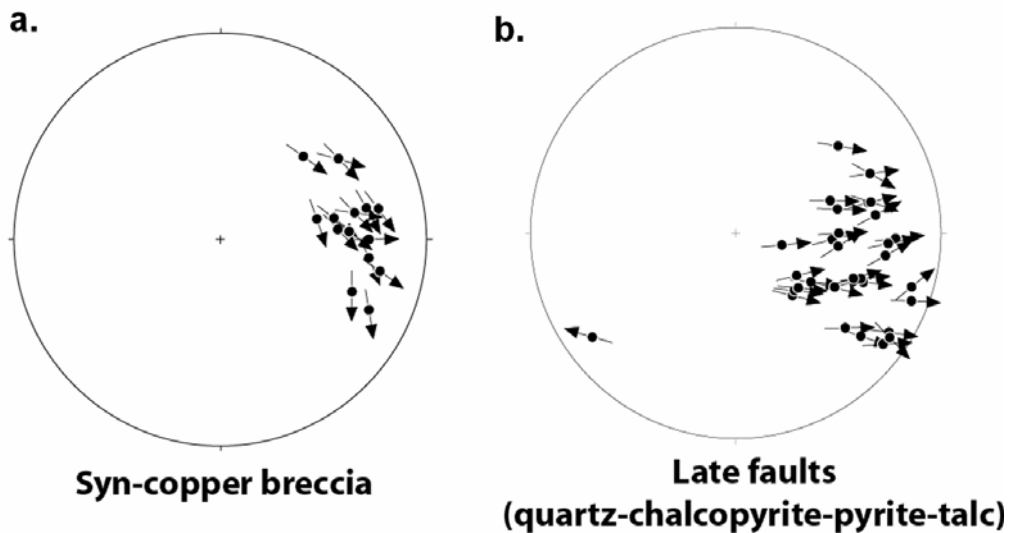 a.
b.
Syn-copper breccia
Late faults
(quartz-chalcopyrite-pyrite-talc)